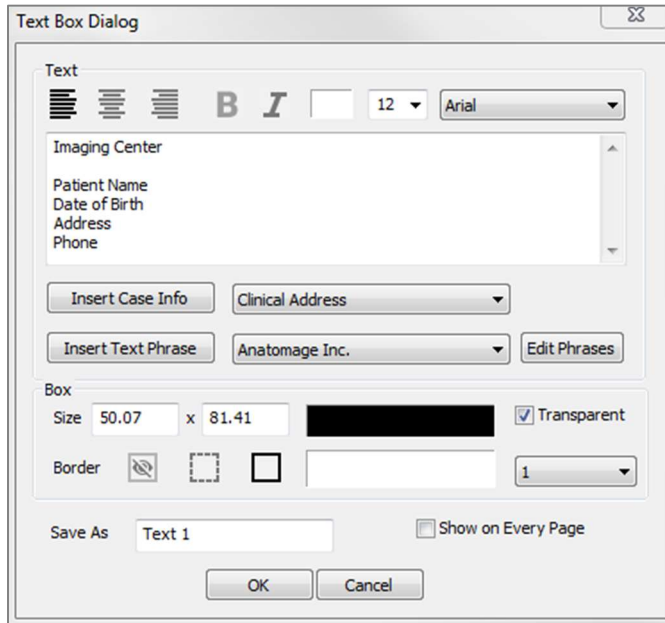 Text Box Dialog
Text
B I 12 Arial
Imaging Center
Patient Name
Date of Birth
Address
Phone
Insert Case Info Clinical Address
Insert Text Phrase Anatomage Inc. Edit Phrases
Box
Size 50.07 x 81.41 Transparent
Border 1
Save As Text 1 Show on Every Page
OK Cancel